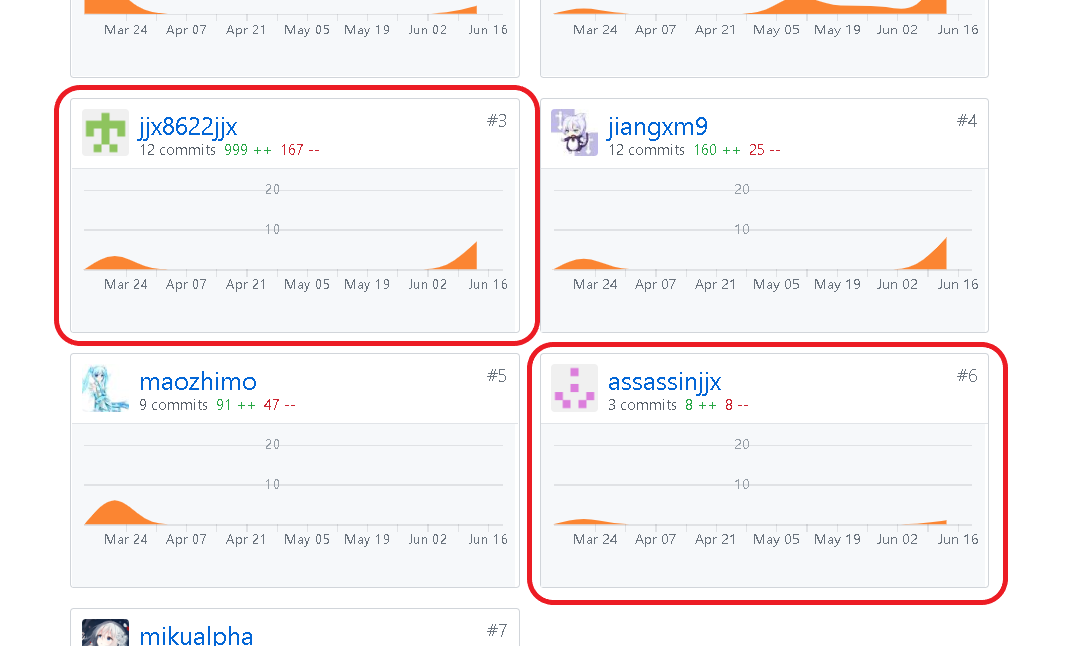 Mar 24 Apr 07 Apr 21 May 05 May 19 Jun 02 Jun 16
Mar 24 Apr 07 Apr 21 May 05 May 19 Jun 02 Jun 16
jjx8622jjx #3
12 commits 999 ++ 167 --
20
10
Mar 24 Apr 07 Apr 21 May 05 May 19 Jun 02 Jun 16
jiangxm9 #4
12 commits 160 ++ 25 --
20
10
Mar 24 Apr 07 Apr 21 May 05 May 19 Jun 02 Jun 16
maozhimo #5
9 commits 91 ++ 47 --
20
10
Mar 24 Apr 07 Apr 21 May 05 May 19 Jun 02 Jun 16
assassinjjx #6
3 commits 8 ++ 8 --
20
10
Mar 24 Apr 07 Apr 21 May 05 May 19 Jun 02 Jun 16
mikualpha #7